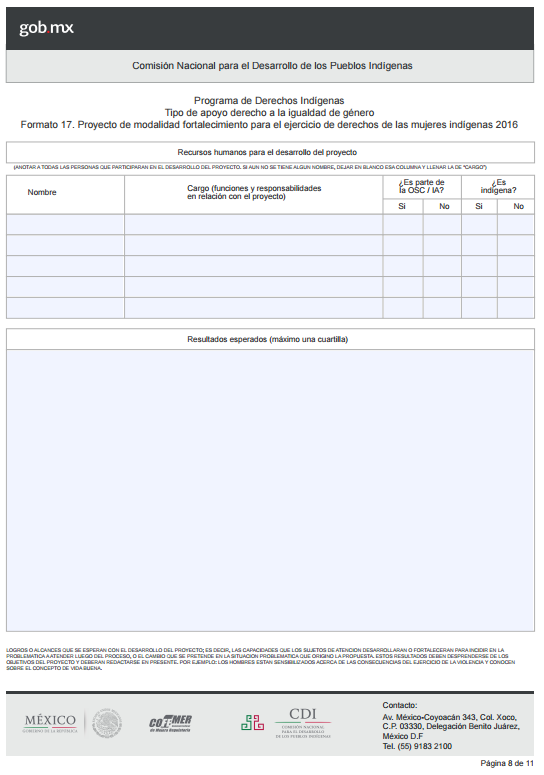 gob.mx
Comisión Nacional para el Desarrollo de los Pueblos Indígenas
Programa de Derechos Indígenas
Tipo de apoyo derecho a la igualdad de género
Formato 17. Proyecto de modalidad fortalecimiento para el ejercicio de derechos de las mujeres indígenas 2016
Recursos humanos para el desarrollo del proyecto
(ANOTAR A TODAS LAS PERSONAS QUE PARTICIPARAN EN EL DESARROLLO DEL PROYECTO. SI AUN NO SE TIENE ALGUN NOMBRE, DEJAR EN BLANCO ESA COLUMNA Y LLENAR LA DE "CARGO")
Nombre
Cargo (funciones y responsabilidades
en relación con el proyecto)
¿Es parte de
la OSC / IA?
¿Es
indígena?
Si No Si No
Resultados esperados (máximo una cuartilla)
LOGROS O ALCANCES QUE SE ESPERAN CON EL DESARROLLO DEL PROYECTO; ES DECIR, LAS CAPACIDADES QUE LOS SUJETOS DE ATENCION DESARROLLARAN O FORTALECERAN PARA INCIDIR EN LA
PROBLEMATICA A ATENDER LUEGO DEL PROCESO, O EL CAMBIO QUE SE PRETENDE EN LA SITUACION PROBLEMATICA QUE ORIGINO LA PROPUESTA. ESTOS RESULTADOS DEBEN DESPRENDERSE DE LOS
OBJETIVOS DEL PROYECTO Y DEBERAN REDACTARSE EN PRESENTE. POR EJEMPLO: LOS HOMBRES ESTAN SENSIBILIZADOS ACERCA DE LAS CONSECUENCIAS DEL EJERCICIO DE LA VIOLENCIA Y CONOCEN
SOBRE EL CONCEPTO DE VIDA BUENA.
MÉXICO
GOBIERNO DE LA REPÚBLICA
COFEMER
de Mejora Regulatoria
CDI
COMISIÓN NACIONAL
PARA EL DESARROLLO
DE LOS PUEBLOS INDÍGENAS
Contacto:
Av. México-Coyoacán 343, Col. Xoco,
C.P. 03330, Delegación Benito Juárez,
México D.F
Tel. (55) 9183 2100
Página 8 de 11